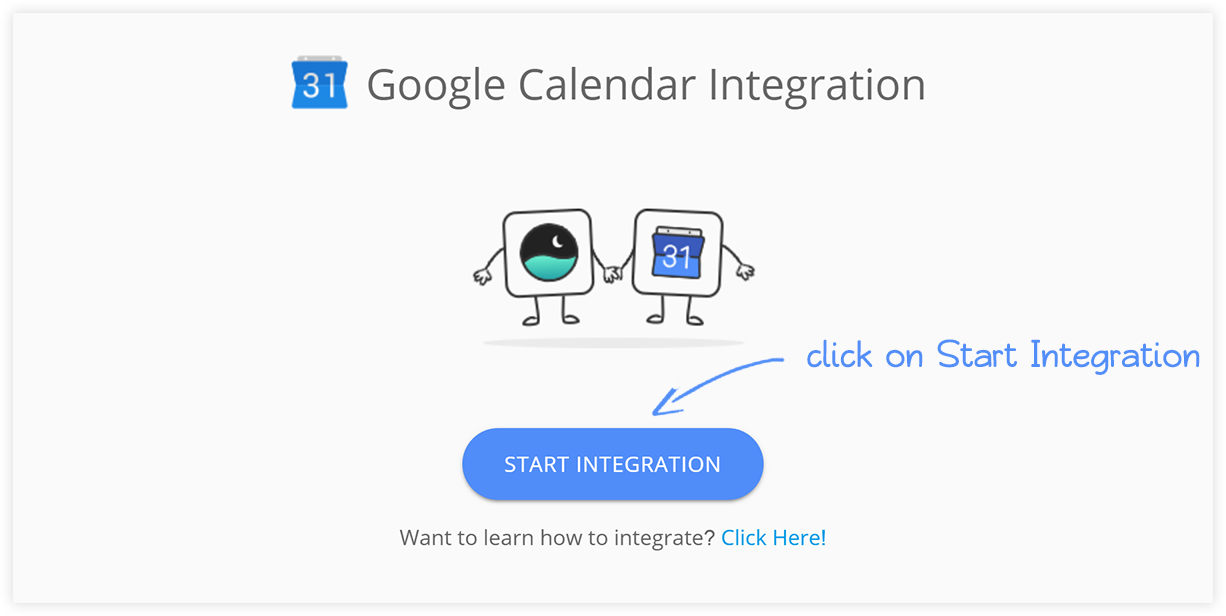 31 Google Calendar Integration
31
click on Start Integration
START INTEGRATION
Want to learn how to integrate? Click Here!